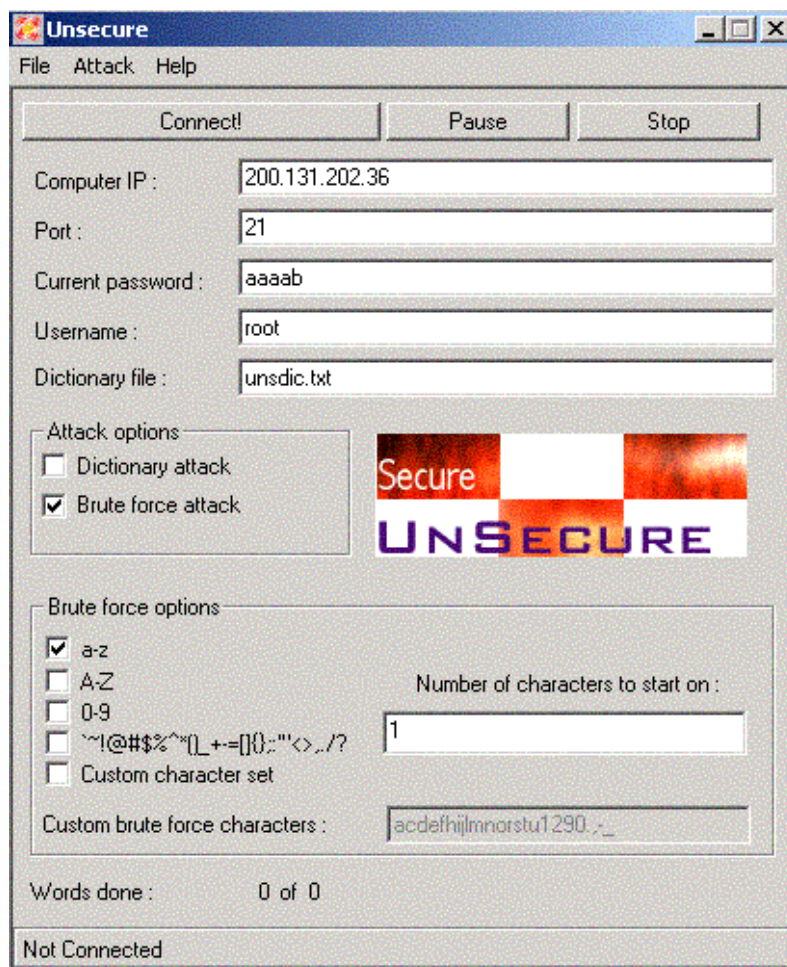 Unsecure
File Attack Help
Connect! Pause Stop
Computer IP : 200.131.202.36
Port : 21
Current password : aaaab
Username : root
Dictionary file : unsdic.txt
Attack options
Dictionary attack
Brute force attack
Secure
UNSECURE
Brute force options
a-z
A-Z
0-9
`~!@#$%^*()_+-=[]{};:"'<>,./?
Custom character set
Number of characters to start on :
1
Custom brute force characters : acdefhijlmnorstu1290.,-_
Words done : 0 of 0
Not Connected